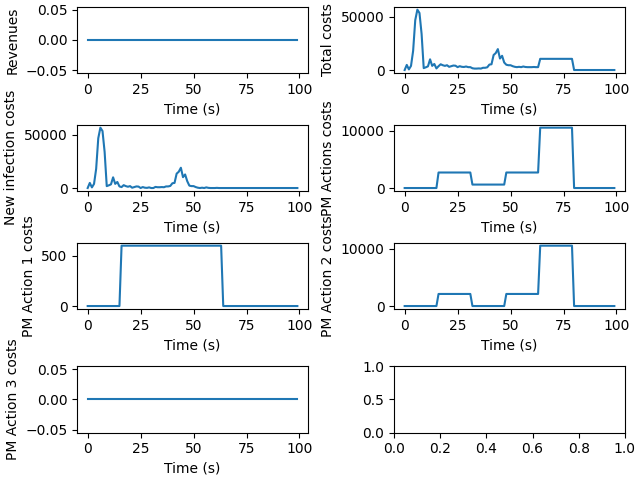 Revenues
0.05
0.00
−0.05
0 25 50 75 100
Time (s)
Total costs
50000
0
0 25 50 75 100
Time (s)
New infection costs
50000
0
0 25 50 75 100
Time (s)
PM Actions costs
10000
0
0 25 50 75 100
Time (s)
PM Action 1 costs
500
0
0 25 50 75 100
Time (s)
PM Action 2 costs
10000
0
0 25 50 75 100
Time (s)
PM Action 3 costs
0.05
0.00
−0.05
0 25 50 75 100
Time (s)
1.0
0.5
0.0
0.0 0.2 0.4 0.6 0.8 1.0